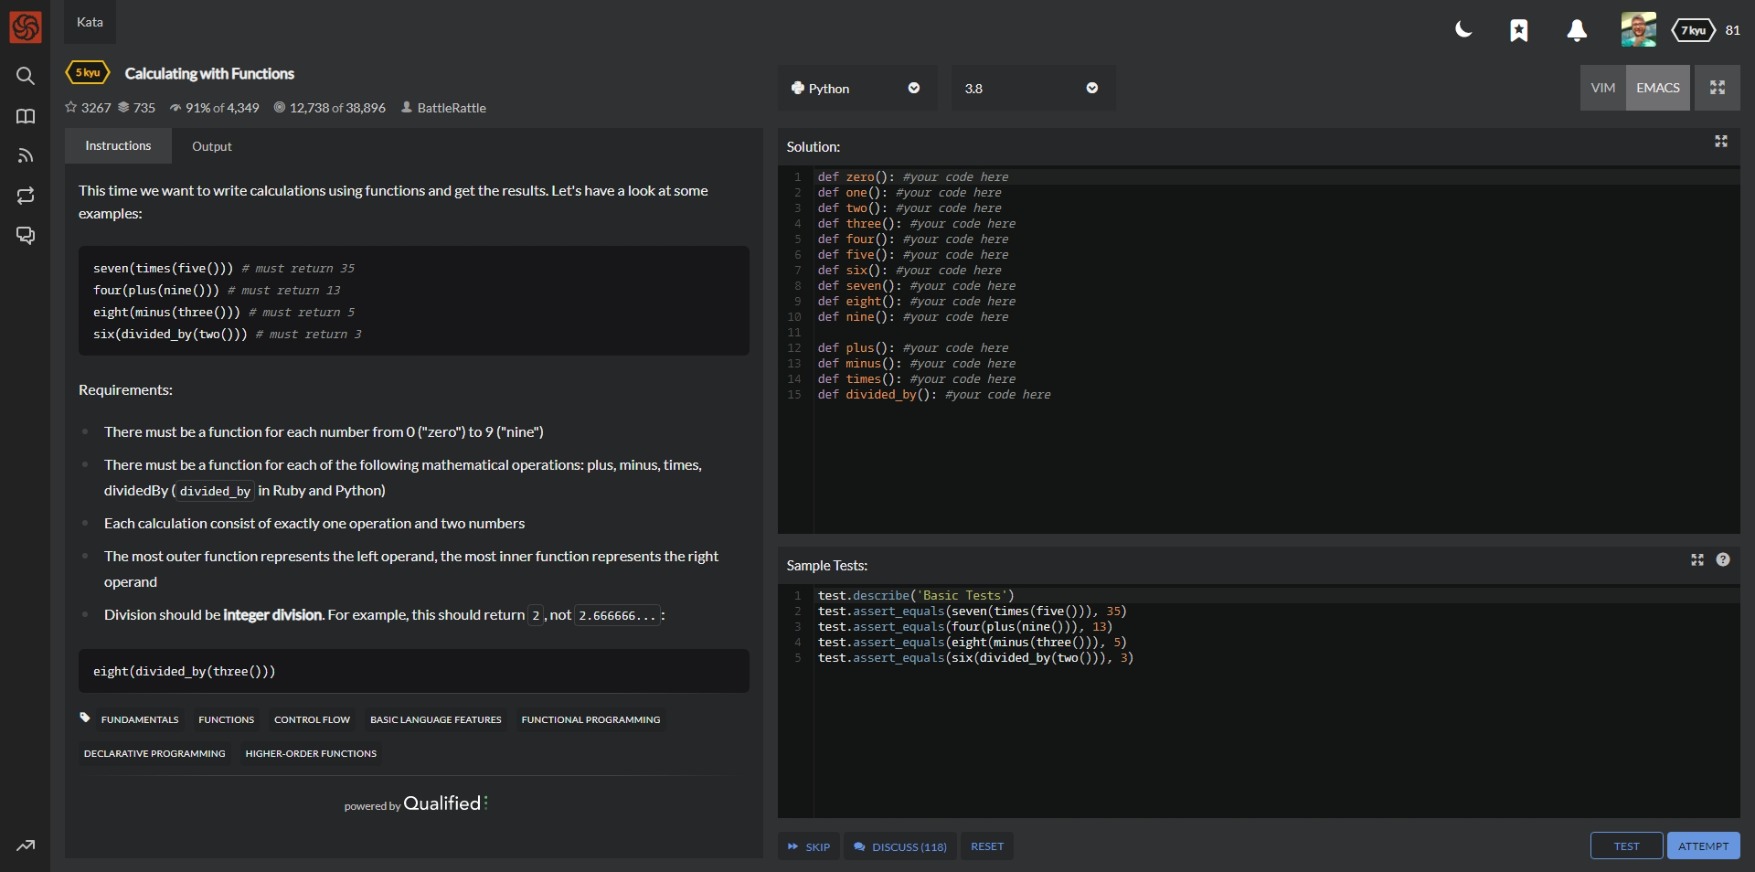 Kata
7 kyu 81
5 kyu Calculating with Functions
3267 735 91% of 4,349 12,738 of 38,896 BattleRattle
Instructions Output
This time we want to write calculations using functions and get the results. Let's have a look at some
examples:
seven(times(five())) # must return 35
four(plus(nine())) # must return 13
eight(minus(three())) # must return 5
six(divided_by(two())) # must return 3
Requirements:
There must be a function for each number from 0 ("zero") to 9 ("nine")
There must be a function for each of the following mathematical operations: plus, minus, times,
dividedBy ( divided_by in Ruby and Python)
Each calculation consist of exactly one operation and two numbers
The most outer function represents the left operand, the most inner function represents the right
operand
Division should be integer division. For example, this should return 2, not 2.666666...:
eight(divided_by(three()))
FUNDAMENTALS FUNCTIONS CONTROL FLOW BASIC LANGUAGE FEATURES FUNCTIONAL PROGRAMMING
DECLARATIVE PROGRAMMING HIGHER-ORDER FUNCTIONS
powered by Qualified
Python 3.8 VIM EMACS
Solution:
1 def zero(): #your code here
2 def one(): #your code here
3 def two(): #your code here
4 def three(): #your code here
5 def four(): #your code here
6 def five(): #your code here
7 def six(): #your code here
8 def seven(): #your code here
9 def eight(): #your code here
10 def nine(): #your code here
11
12 def plus(): #your code here
13 def minus(): #your code here
14 def times(): #your code here
15 def divided_by(): #your code here
Sample Tests:
1 test.describe('Basic Tests')
2 test.assert_equals(seven(times(five())), 35)
3 test.assert_equals(four(plus(nine())), 13)
4 test.assert_equals(eight(minus(three())), 5)
5 test.assert_equals(six(divided_by(two())), 3)
SKIP DISCUSS (118) RESET TEST ATTEMPT